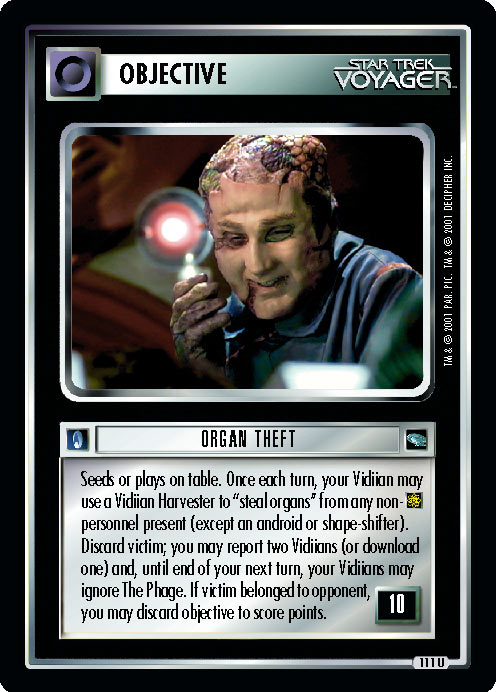 OBJECTIVE
STAR TREK
VOYAGER
TM & © 2001 PAR. PIC. TM & © 2001 DECIPHER INC.
ORGAN THEFT
Seeds or plays on table. Once each turn, your Vidiian may
use a Vidiian Harvester to “steal organs” from any non-
personnel present (except an android or shape-shifter).
Discard victim; you may report two Vidiians (or download
one) and, until end of your next turn, your Vidiians may
ignore The Phage. If victim belonged to opponent,
you may discard objective to score points.
10
111 U